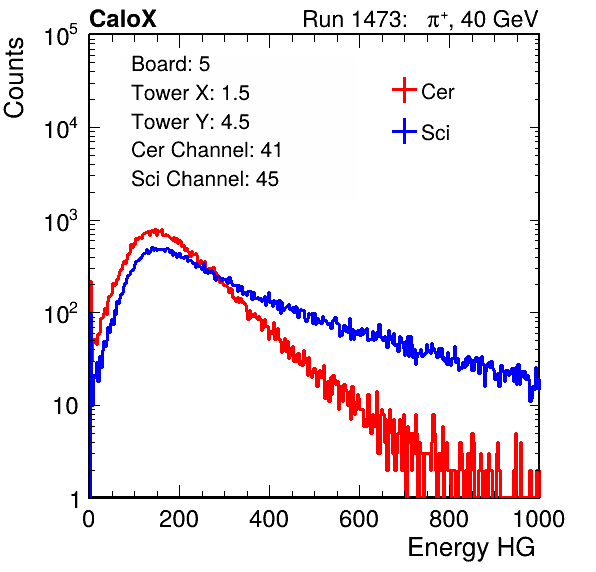 CaloX Run 1473: π⁺, 40 GeV
Counts
10⁵
10⁴
10³
10²
10
1
Board: 5
Tower X: 1.5
Tower Y: 4.5
Cer Channel: 41
Sci Channel: 45
Cer
Sci
0 200 400 600 800 1000
Energy HG